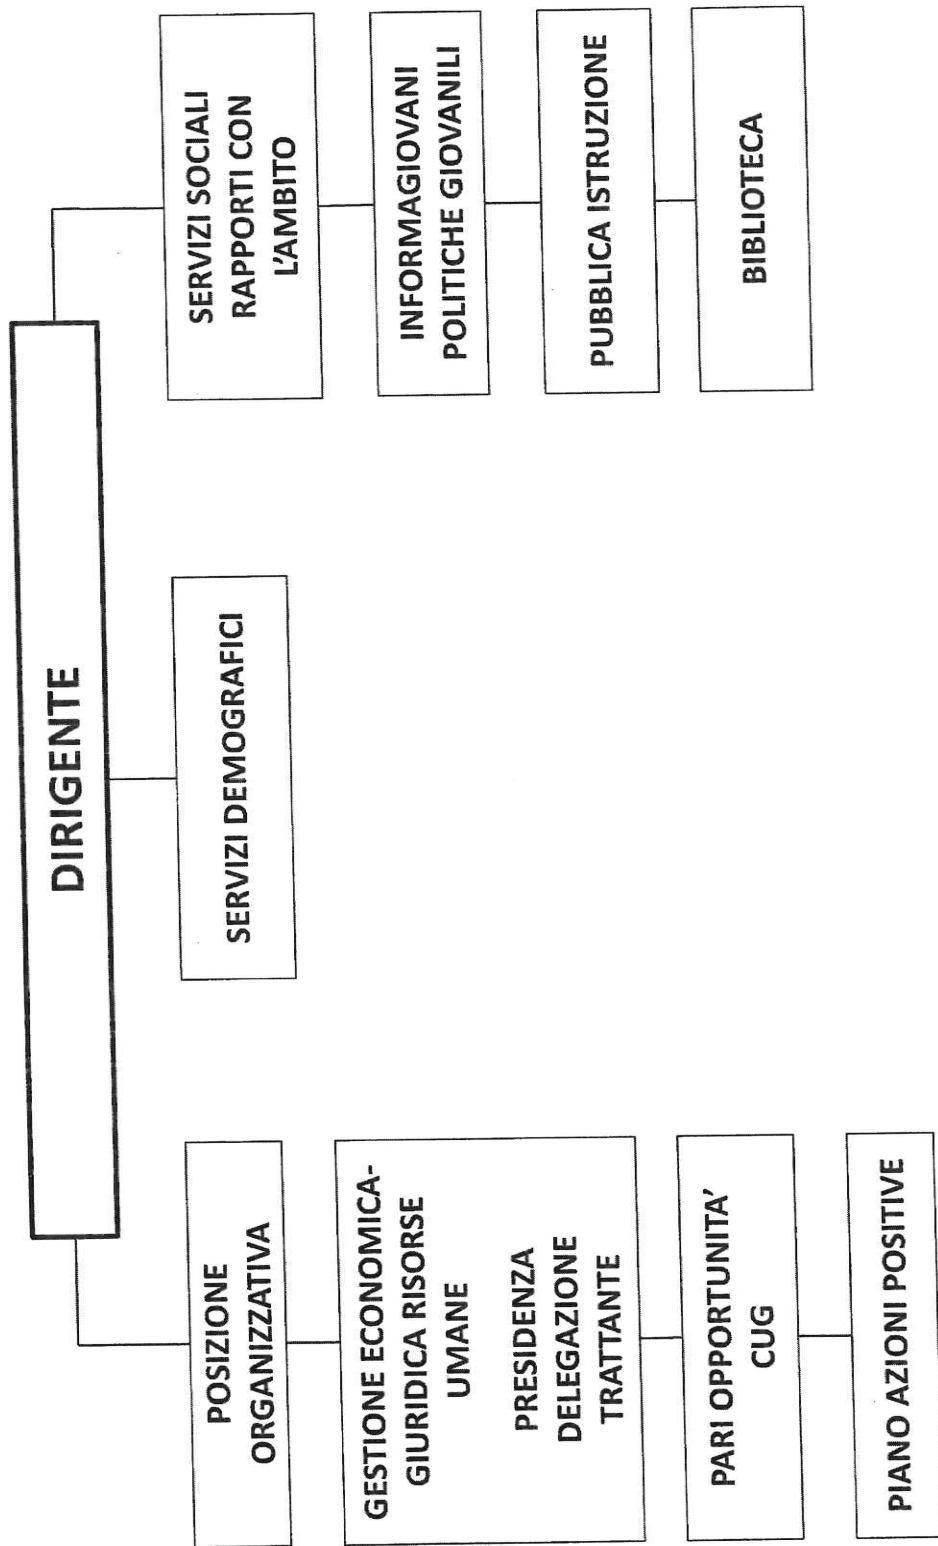 DIRIGENTE
POSIZIONE
ORGANIZZATIVA
GESTIONE ECONOMICA-
GIURIDICA RISORSE
UMANE
PRESIDENZA
DELEGAZIONE
TRATTANTE
PARI OPPORTUNITA'
CUG
PIANO AZIONI POSITIVE
SERVIZI DEMOGRAFICI
SERVIZI SOCIALI
RAPPORTI CON
L'AMBITO
INFORMAGIOVANI
POLITICHE GIOVANILI
PUBBLICA ISTRUZIONE
BIBLIOTECA